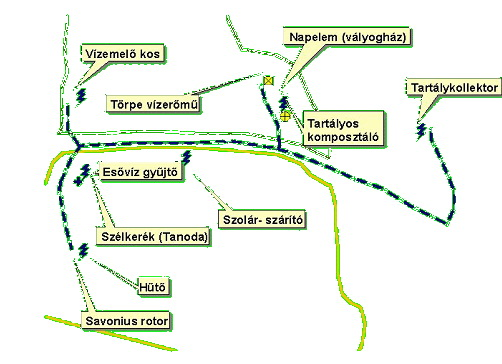 Napelem (vályogház)
Vízemelő kos
Tartálykollektor
Törpe vízerőmű
Tartályos
komposztáló
Esővíz gyűjtő
Szolár- szárító
Szélkerék (Tanoda)
Hűtő
Savonius rotor